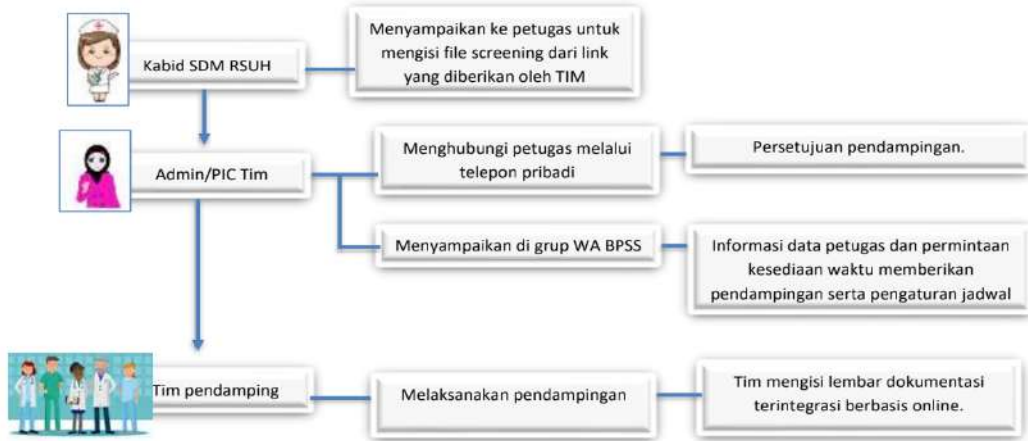 Kabid SDM RSUH
Menyampaikan ke petugas untuk
mengisi file screening dari link
yang diberikan oleh TIM
Admin/PIC Tim
Menghubungi petugas melalui
telepon pribadi
Persetujuan pendampingan.
Menyampaikan di grup WA BPSS
Informasi data petugas dan permintaan
kesediaan waktu memberikan
pendampingan serta pengaturan jadwal
Tim pendamping
Melaksanakan pendampingan
Tim mengisi lembar dokumentasi
terintegrasi berbasis online.